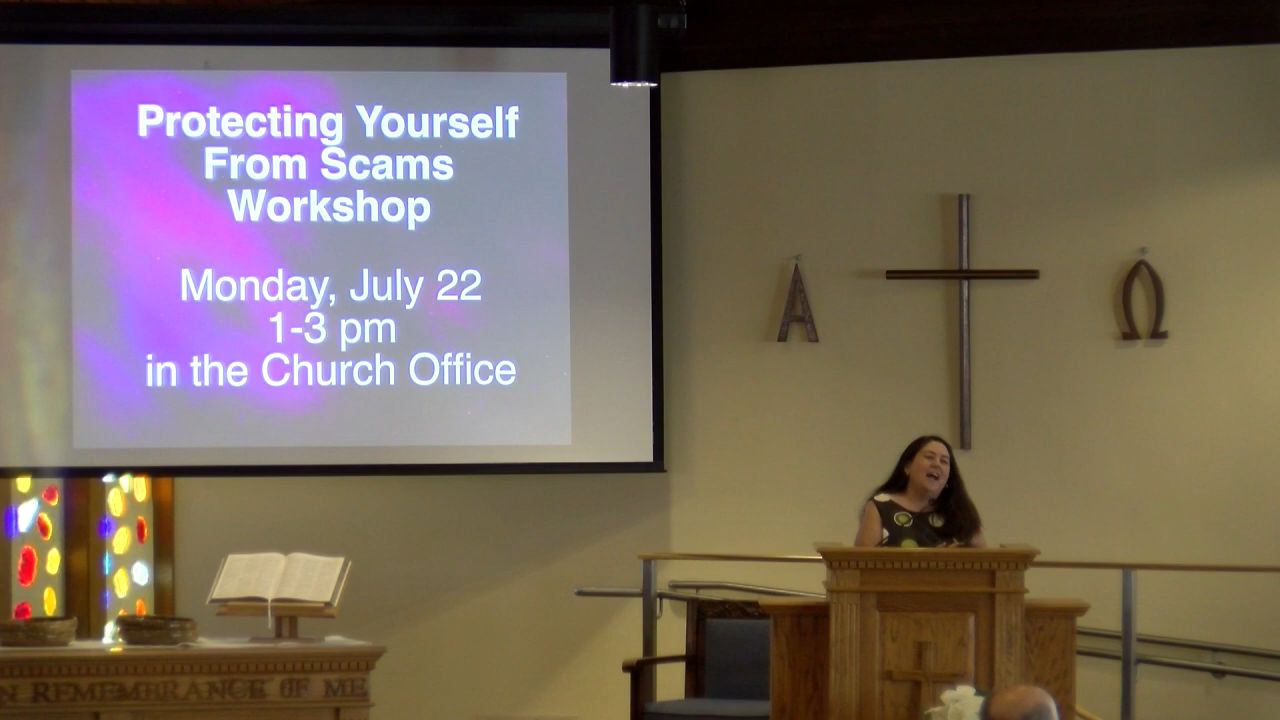 Protecting Yourself
From Scams
Workshop
Monday, July 22
1-3 pm
in the Church Office
Α
Ω
N REMEMBRANCE OF ME